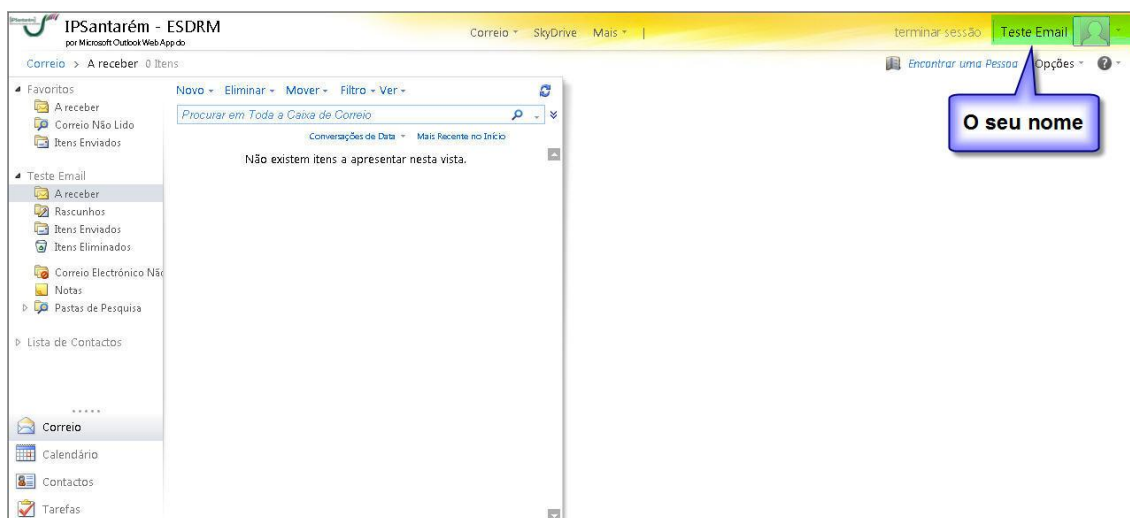 IPSantarém - ESDRM
por Microsoft Outlook Web App do
Correio SkyDrive Mais |
terminar sessão Teste Email
Correio > A receber 0 Itens
Encontrar uma Pessoa Opções
O seu nome
Favoritos
A receber
Correio Não Lido
Itens Enviados
Teste Email
A receber
Rascunhos
Itens Enviados
Itens Eliminados
Correio Electrónico Nã
Notas
Pastas de Pesquisa
Lista de Contactos
Correio
Calendário
Contactos
Tarefas
Novo Eliminar Mover Filtro Ver
Procurar em Toda a Caixa de Correio
Conversações de Data Mais Recente no Início
Não existem itens a apresentar nesta vista.